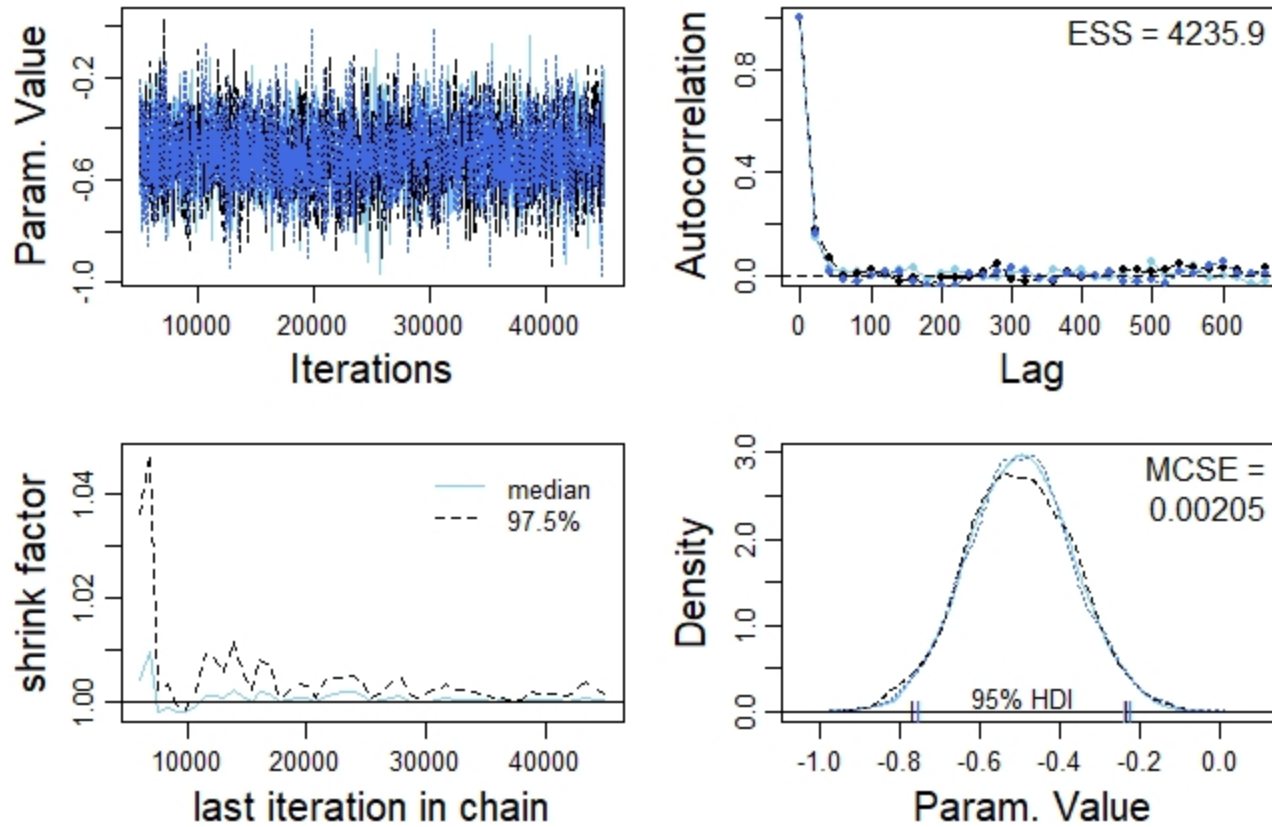 Param. Value
-1.0
-0.6
-0.2
10000 20000 30000 40000
Iterations
Autocorrelation
0.0
0.4
0.8
ESS = 4235.9
0 100 200 300 400 500 600
Lag
shrink factor
1.00
1.02
1.04
median
97.5%
10000 20000 30000 40000
last iteration in chain
Density
0.0
1.0
2.0
3.0
MCSE =
0.00205
95% HDI
-1.0 -0.8 -0.6 -0.4 -0.2 0.0
Param. Value